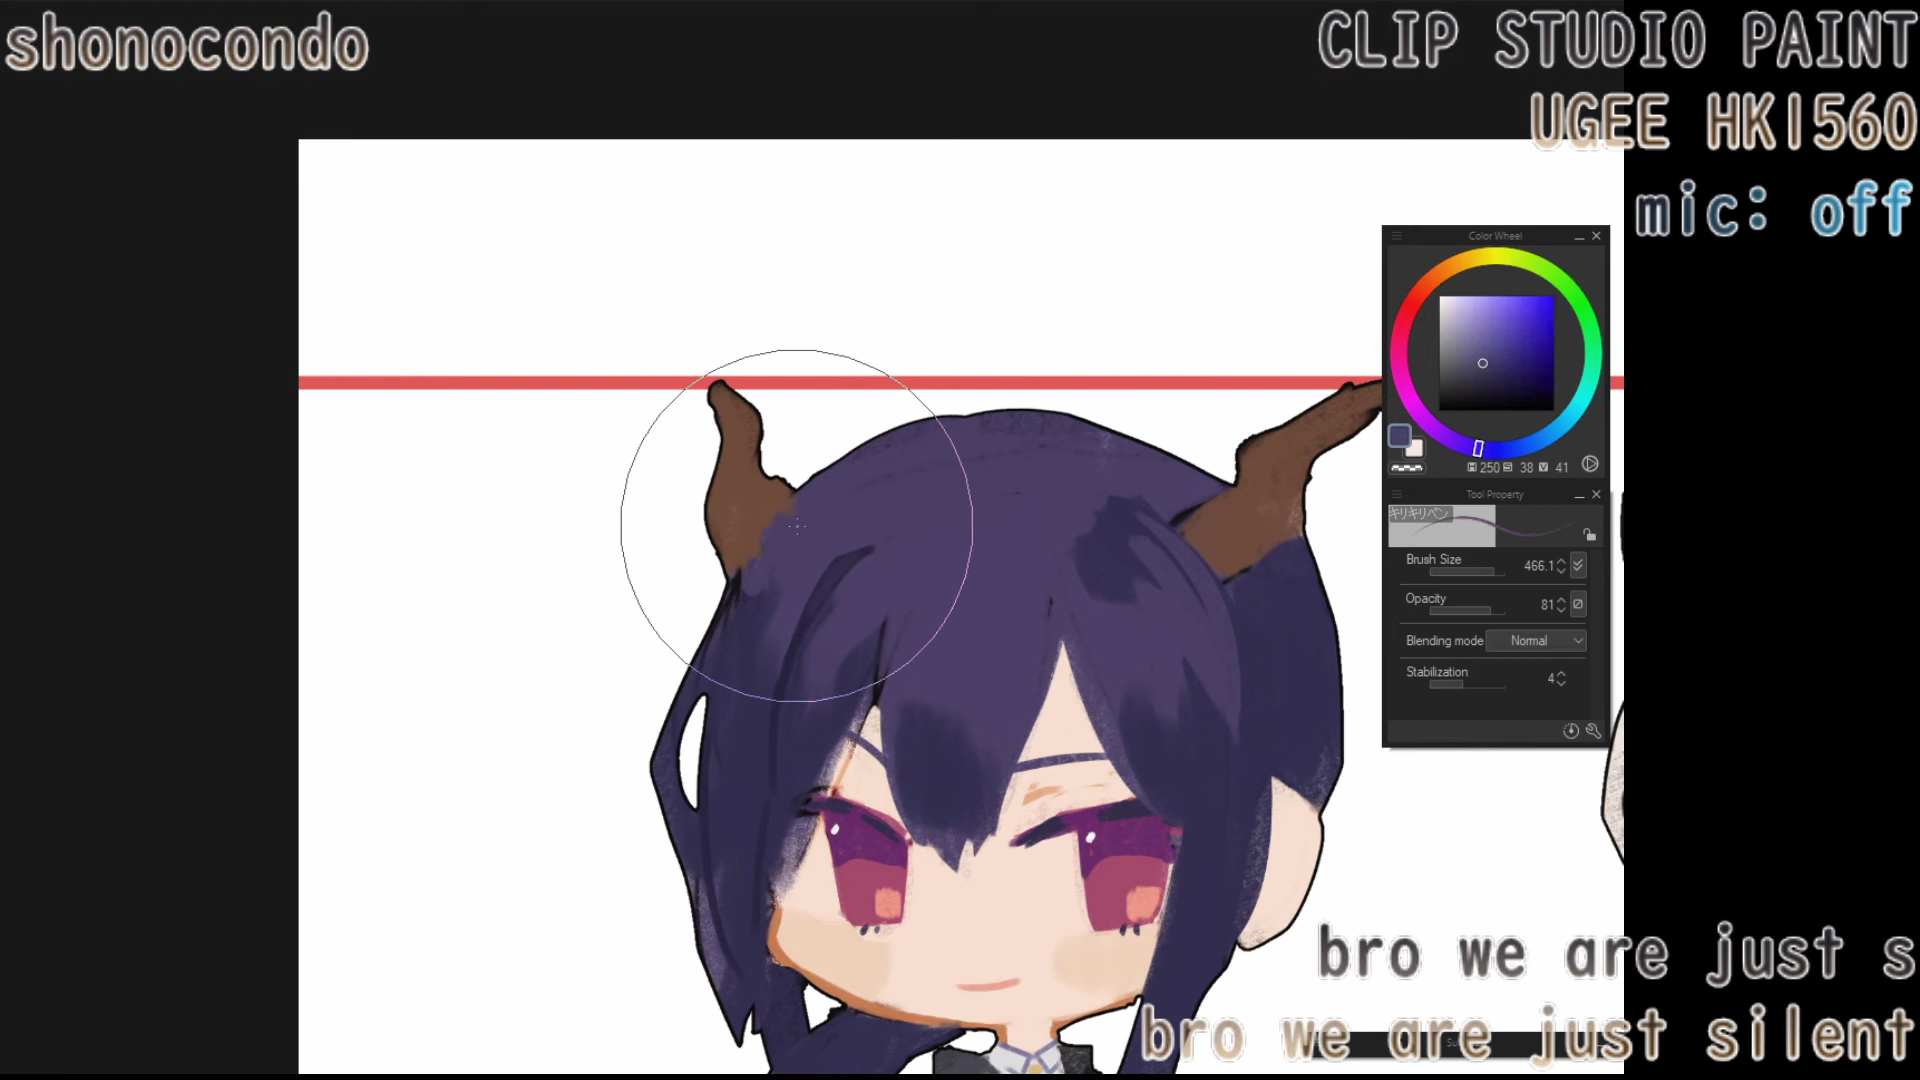 shonocondo
CLIP STUDIO PAINT
UGEE HK1560
mic: off
Color Wheel
H 250 S 38 V 41
Tool Property
キリキリペン
Brush Size 466.1
Opacity 81
Blending mode Normal
Stabilization 4
bro we are just s
bro we are just silent